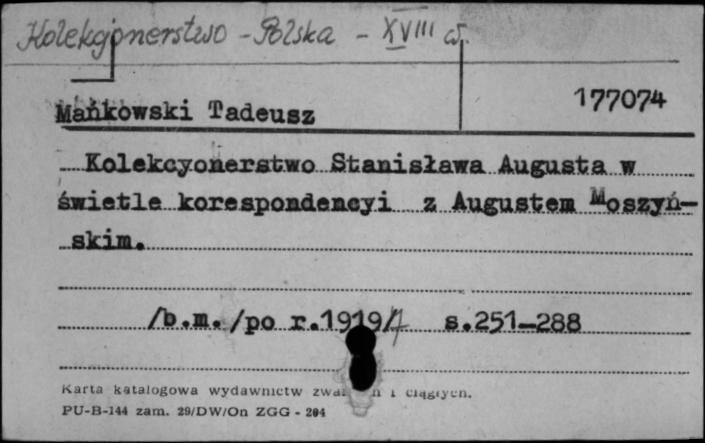 Kolekcjonerstwo - Polska - XVIII w.
177074
Mańkowski Tadeusz
Kolekcyonerstwo Stanisława Augusta w
świetle korespondencyi z Augustem Moszyń-
skim.
/b.m./po r.1919/ s.251-288
Karta katalogowa wydawnictw i ciągłych.
PU-B-144 zam. 29/DW/On ZGG - 204